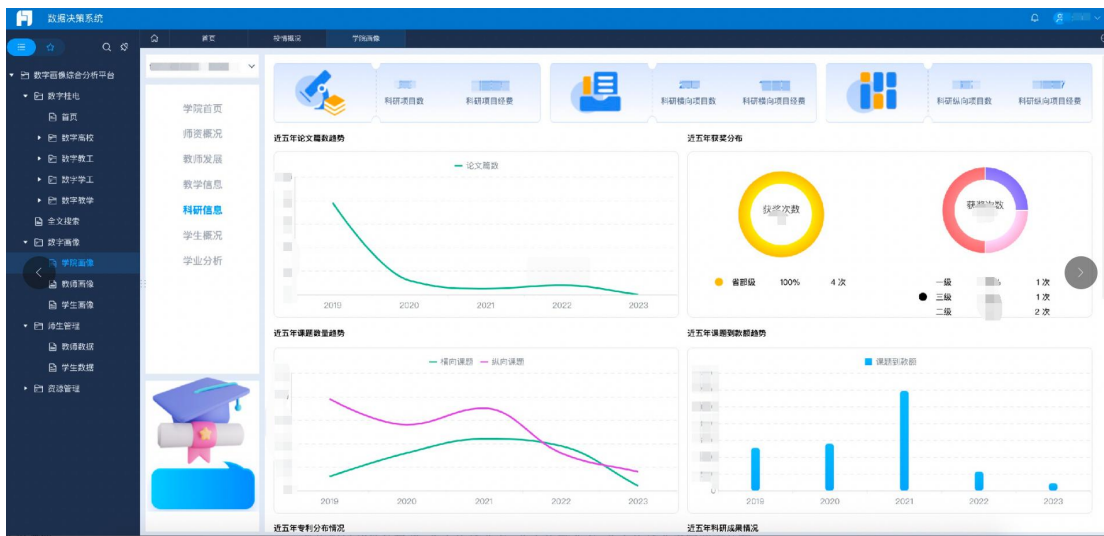 数据决策系统
首页
校情概况
学院画像
数字画像综合分析平台
数字桂电
首页
数字高校
数字教工
数字学工
数字教学
全文搜索
数字画像
学院画像
教师画像
学生画像
师生管理
教师数据
学生数据
资源管理
学院首页
师资概况
教师发展
教学信息
科研信息
学生概况
学业分析
科研项目数
科研项目经费
科研横向项目数
科研横向项目经费
科研纵向项目数
科研纵向项目经费
近五年论文篇数趋势
论文篇数
2019 2020 2021 2022 2023
近五年获奖分布
获奖次数
省部级 100% 4 次
获奖次数
一级 1 次
三级 1 次
二级 2 次
近五年课题数量趋势
横向课题 纵向课题
2019 2020 2021 2022 2023
近五年课题到款额趋势
课题到款额
0
2019 2020 2021 2022 2023
近五年专利分布情况
近五年科研成果情况